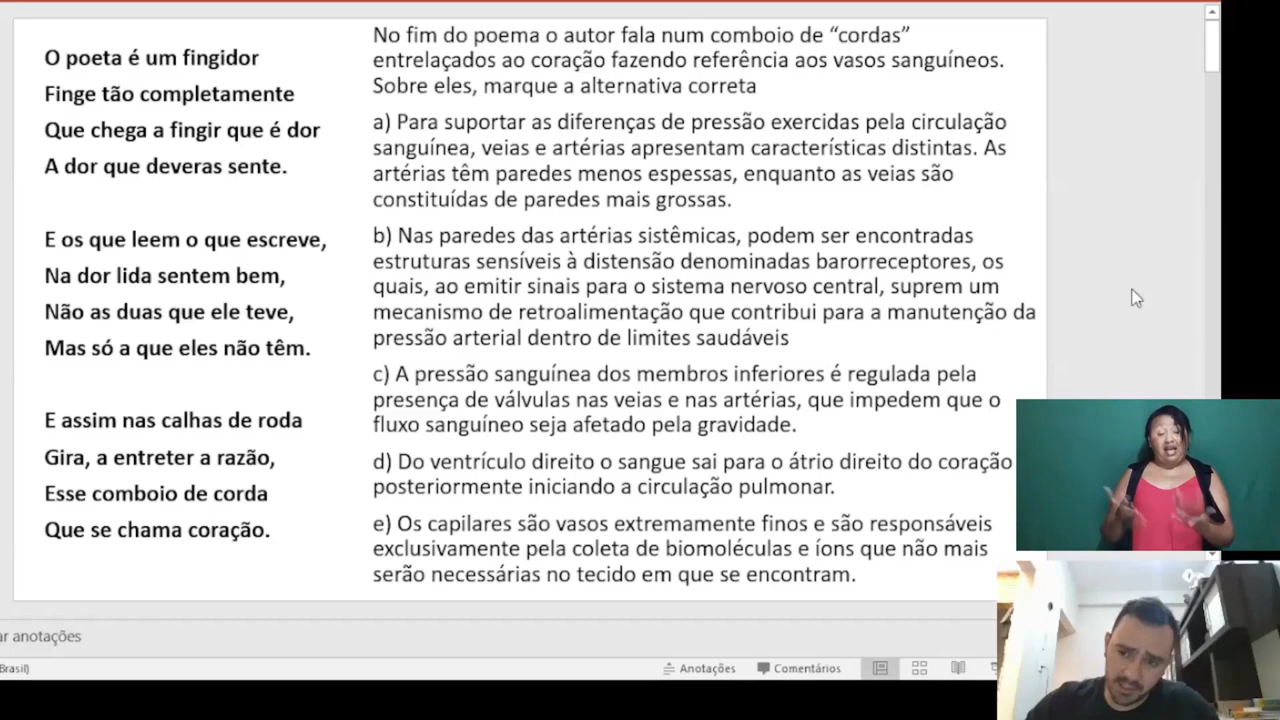 O poeta é um fingidor
Finge tão completamente
Que chega a fingir que é dor
A dor que deveras sente.
E os que leem o que escreve,
Na dor lida sentem bem,
Não as duas que ele teve,
Mas só a que eles não têm.
E assim nas calhas de roda
Gira, a entreter a razão,
Esse comboio de corda
Que se chama coração.
No fim do poema o autor fala num comboio de “cordas”
entrelaçados ao coração fazendo referência aos vasos sanguíneos.
Sobre eles, marque a alternativa correta
a) Para suportar as diferenças de pressão exercidas pela circulação
sanguínea, veias e artérias apresentam características distintas. As
artérias têm paredes menos espessas, enquanto as veias são
constituídas de paredes mais grossas.
b) Nas paredes das artérias sistêmicas, podem ser encontradas
estruturas sensíveis à distensão denominadas barorreceptores, os
quais, ao emitir sinais para o sistema nervoso central, suprem um
mecanismo de retroalimentação que contribui para a manutenção da
pressão arterial dentro de limites saudáveis
c) A pressão sanguínea dos membros inferiores é regulada pela
presença de válvulas nas veias e nas artérias, que impedem que o
fluxo sanguíneo seja afetado pela gravidade.
d) Do ventrículo direito o sangue sai para o átrio direito do coração
posteriormente iniciando a circulação pulmonar.
e) Os capilares são vasos extremamente finos e são responsáveis
exclusivamente pela coleta de biomoléculas e íons que não mais
serão necessárias no tecido em que se encontram.
ar anotações
Brasil)
Anotações
Comentários